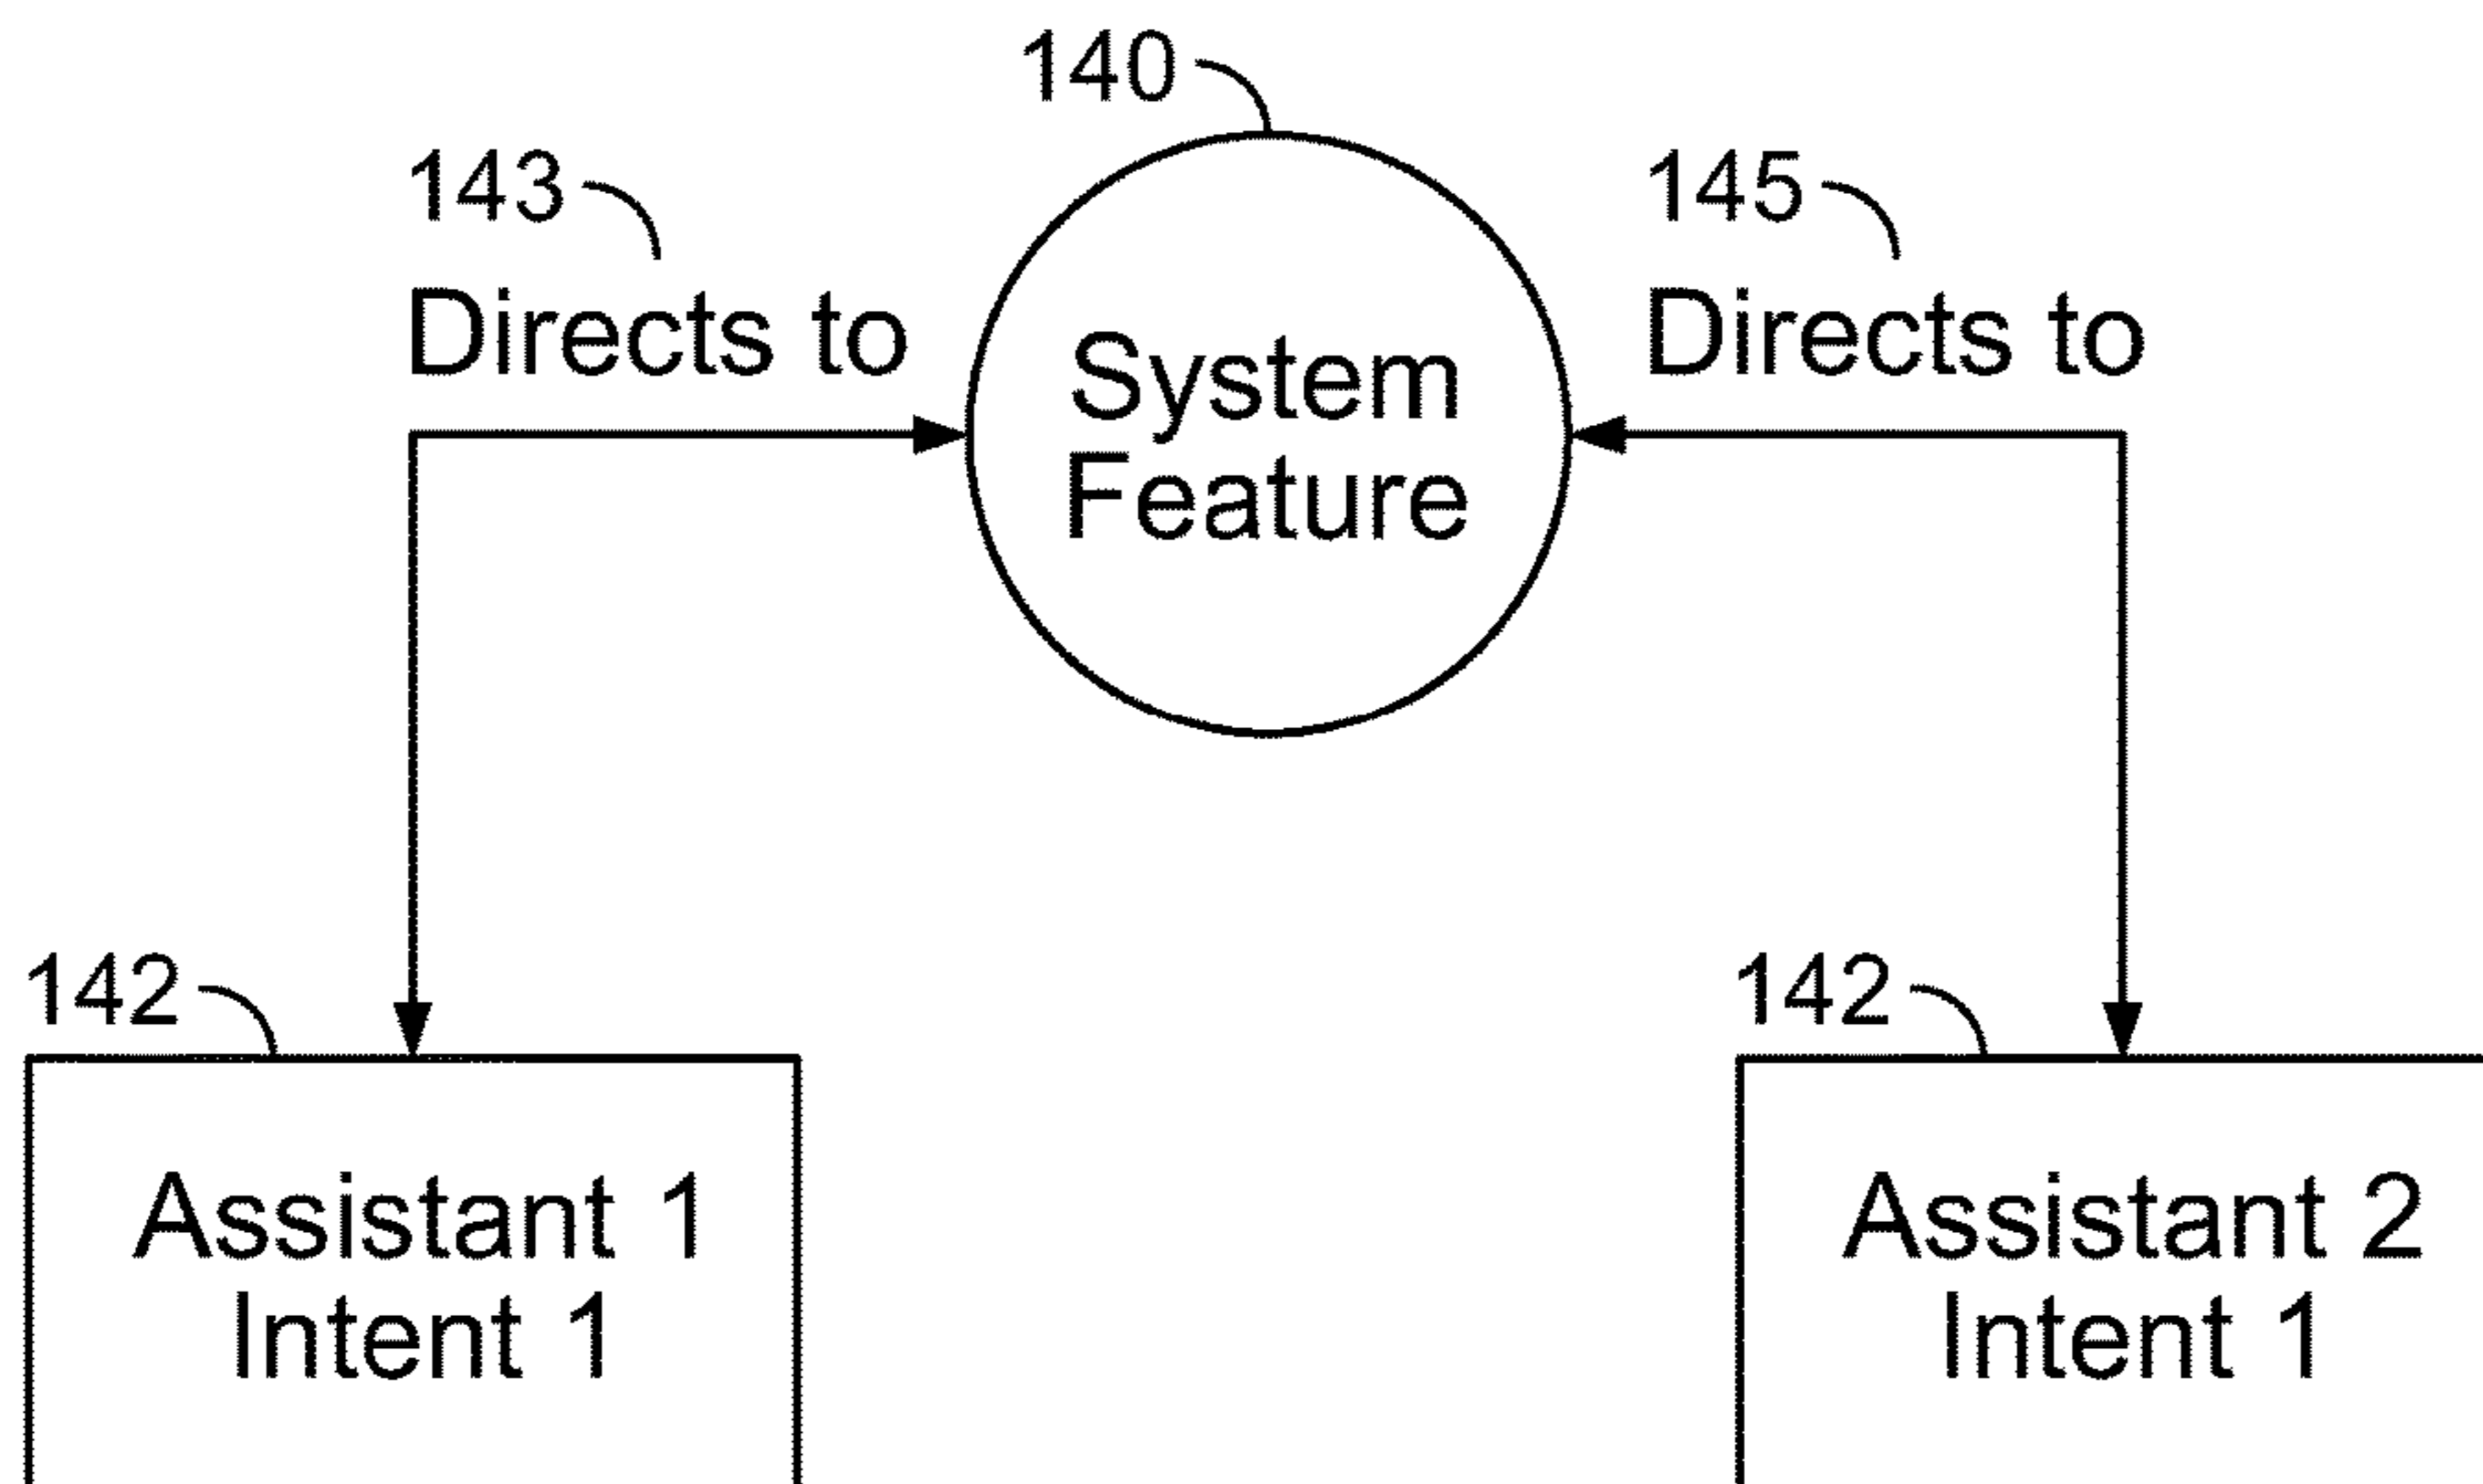 140
143
145
Directs to
Directs to
System
Feature
142
142
Assistant 1
Intent 1
Assistant 2
Intent 1